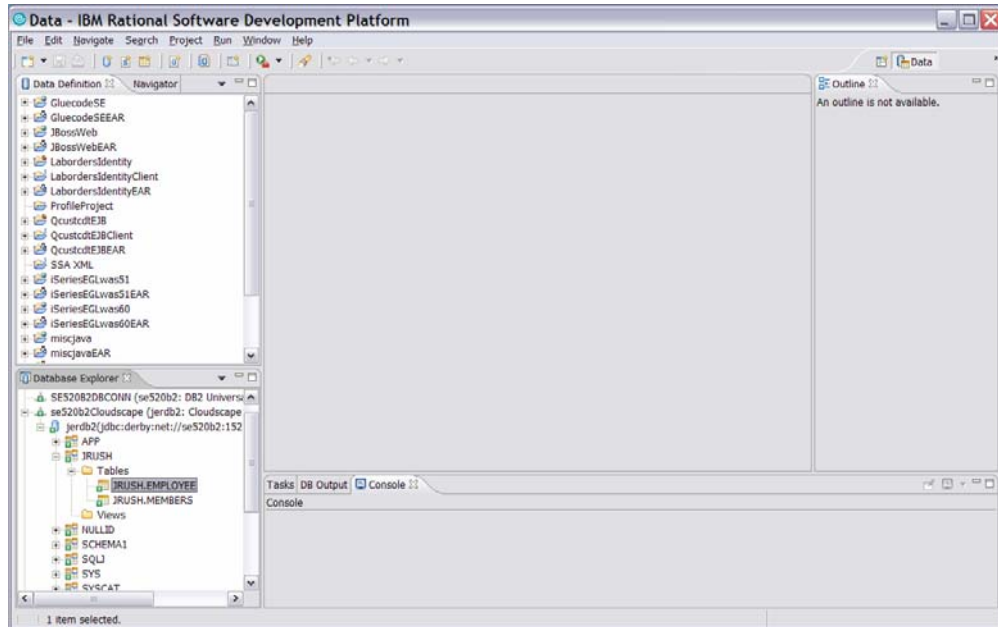 Data - IBM Rational Software Development Platform
File Edit Navigate Search Project Run Window Help
Data
Data Definition Navigator
GluecodeSE
GluecodeSEEAR
JBossWeb
JBossWebEAR
LabordersIdentity
LabordersIdentityClient
LabordersIdentityEAR
ProfileProject
QcustcdtEJB
QcustcdtEJBClient
QcustcdtEJBEAR
SSA XML
iSeriesEGLwas51
iSeriesEGLwas51EAR
iSeriesEGLwas60
iSeriesEGLwas60EAR
miscjava
miscjavaEAR
Outline
An outline is not available.
Database Explorer
SE520B2DBCONN (se520b2: DB2 Universa
se520b2Cloudscape (jerdb2: Cloudscape
jerdb2(jdbc:derby:net://se520b2:152
APP
JRUSH
Tables
JRUSH.EMPLOYEE
JRUSH.MEMBERS
Views
NULLID
SCHEMA1
SQLJ
SYS
SYSCAT
Tasks DB Output Console
Console
1 item selected.